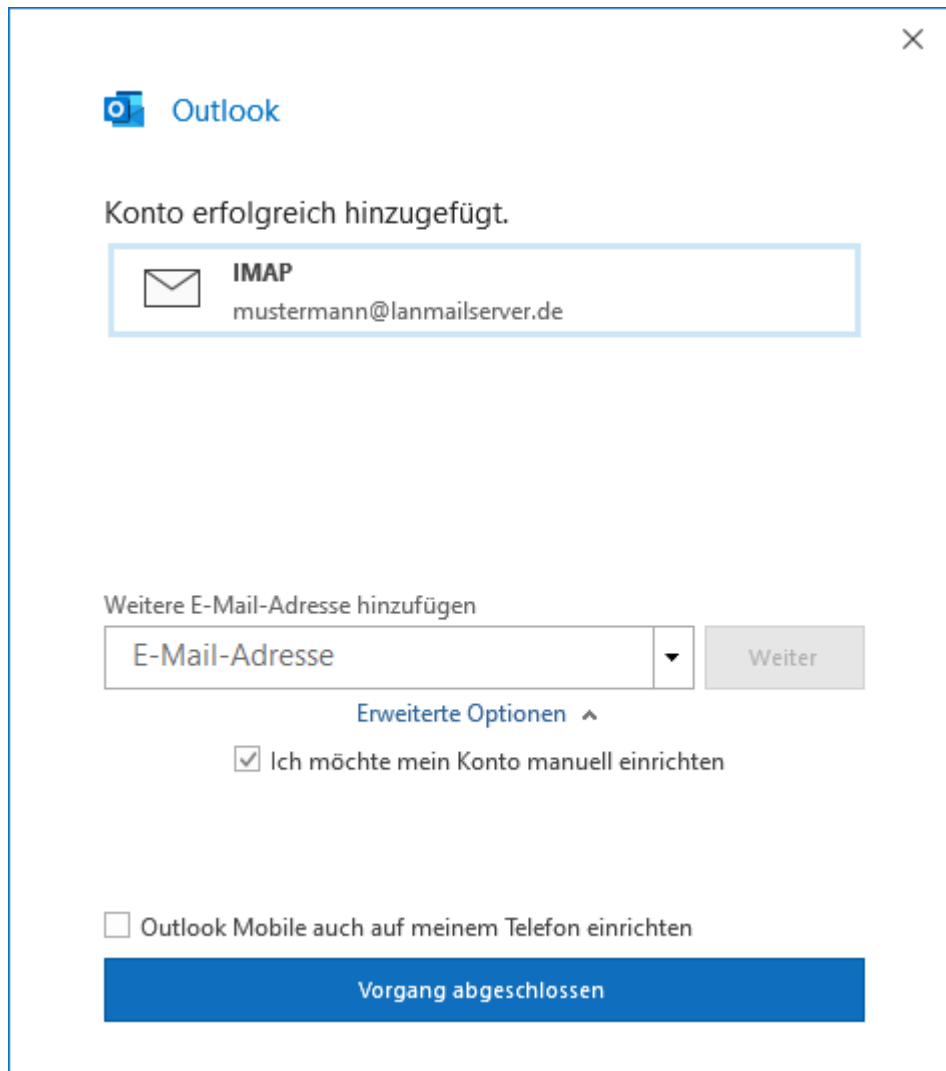 Outlook
Konto erfolgreich hinzugefügt.
IMAP
mustermann@lanmailserver.de
Weitere E-Mail-Adresse hinzufügen
E-Mail-Adresse
Weiter
Erweiterte Optionen
Ich möchte mein Konto manuell einrichten
Outlook Mobile auch auf meinem Telefon einrichten
Vorgang abgeschlossen